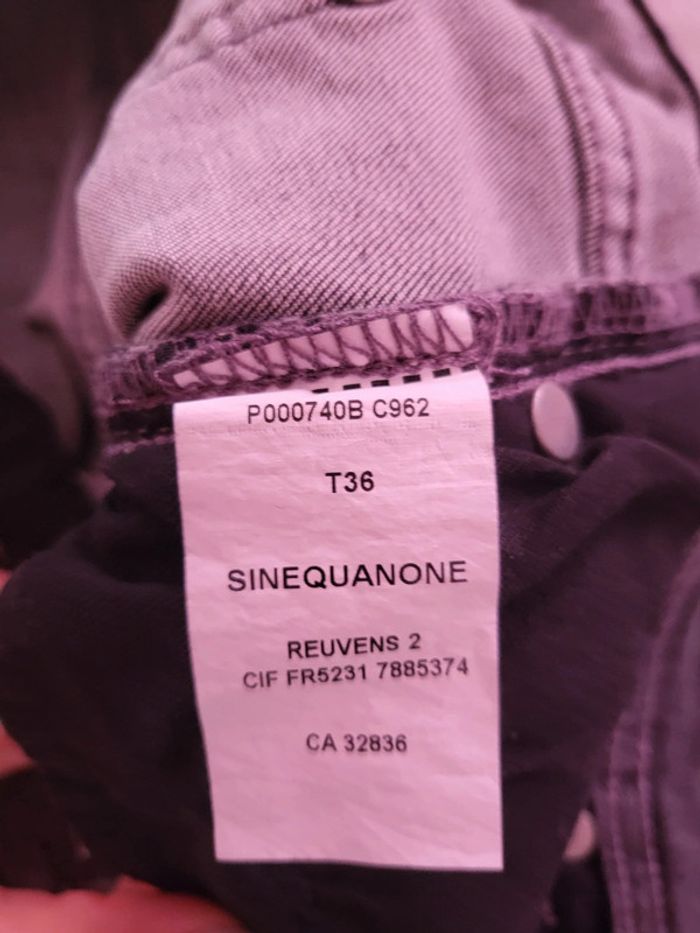 P000740B C962
T36
SINEQUANONE
REUVENS 2
CIF FR5231 7885374
CA 32836